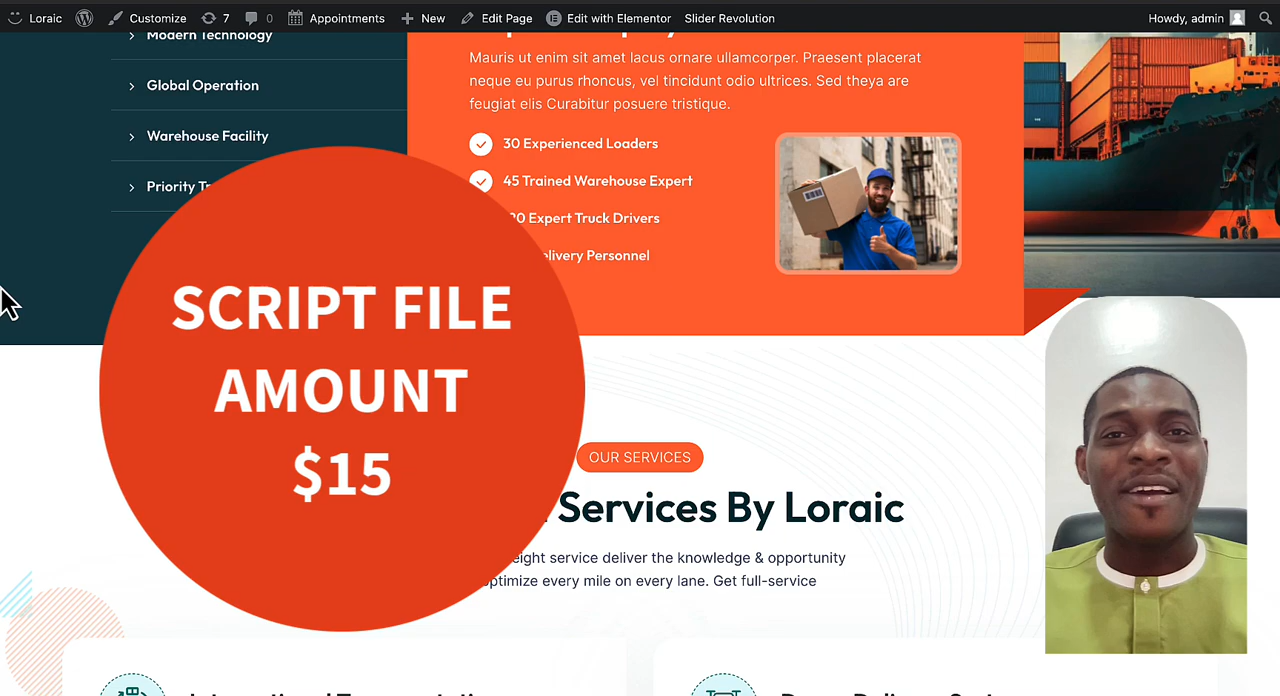 Loraic Customize 7 0 Appointments New Edit Page Edit with Elementor Slider Revolution Howdy, admin
Modern Technology
Global Operation
Warehouse Facility
Priority
Mauris ut enim sit amet lacus ornare ullamcorper. Praesent placerat
neque eu purus rhoncus, vel tincidunt odio ultrices. Sed theya are
feugiat elis Curabitur posuere tristique.
30 Experienced Loaders
45 Trained Warehouse Expert
Expert Truck Drivers
Personnel
SCRIPT FILE
AMOUNT
$15
OUR SERVICES
Services By Loraic
service deliver the knowledge & opportunity
every mile on every lane. Get full-service